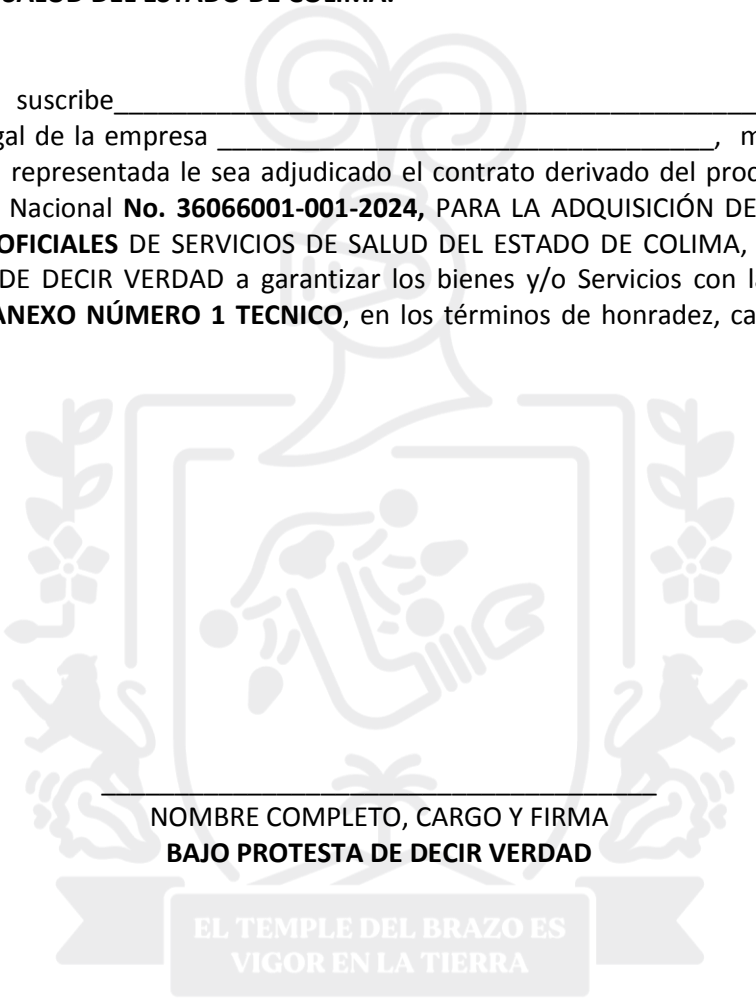 SALUD DEL ESTADO DE COLIMA.
suscribe_______________________________________________
gal de la empresa __________________________________, m
representada le sea adjudicado el contrato derivado del proc
Nacional No. 36066001-001-2024, PARA LA ADQUISICIÓN DE
OFICIALES DE SERVICIOS DE SALUD DEL ESTADO DE COLIMA,
DE DECIR VERDAD a garantizar los bienes y/o Servicios con la
ANEXO NÚMERO 1 TECNICO, en los términos de honradez, ca
______________________________________
NOMBRE COMPLETO, CARGO Y FIRMA
BAJO PROTESTA DE DECIR VERDAD
EL TEMPLE DEL BRAZO ES
VIGOR EN LA TIERRA